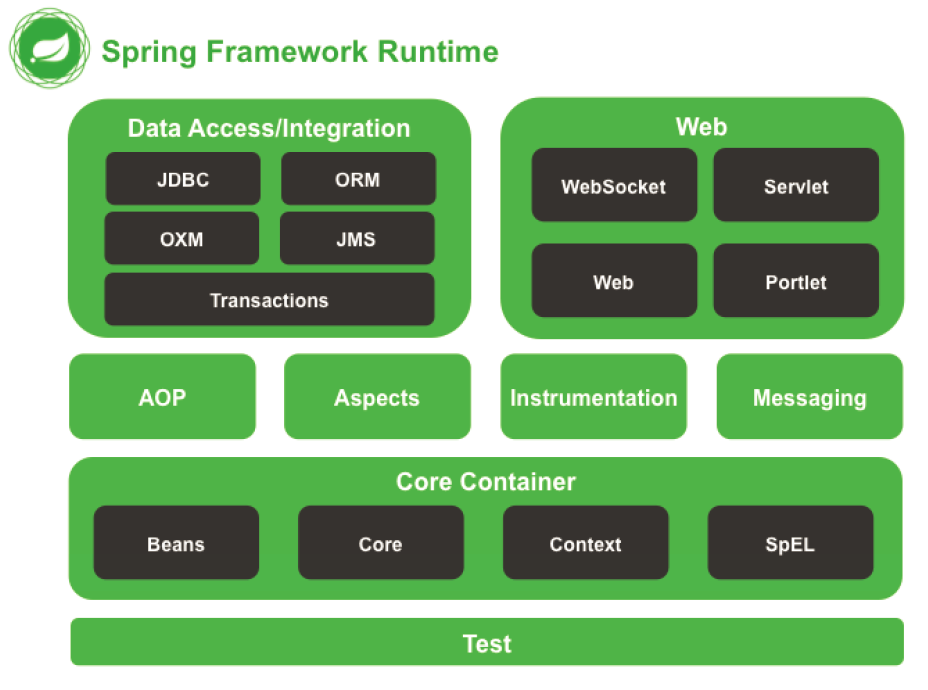 Spring Framework Runtime
Data Access/Integration
JDBC
ORM
OXM
JMS
Transactions
Web
WebSocket
Servlet
Web
Portlet
AOP
Aspects
Instrumentation
Messaging
Core Container
Beans
Core
Context
SpEL
Test